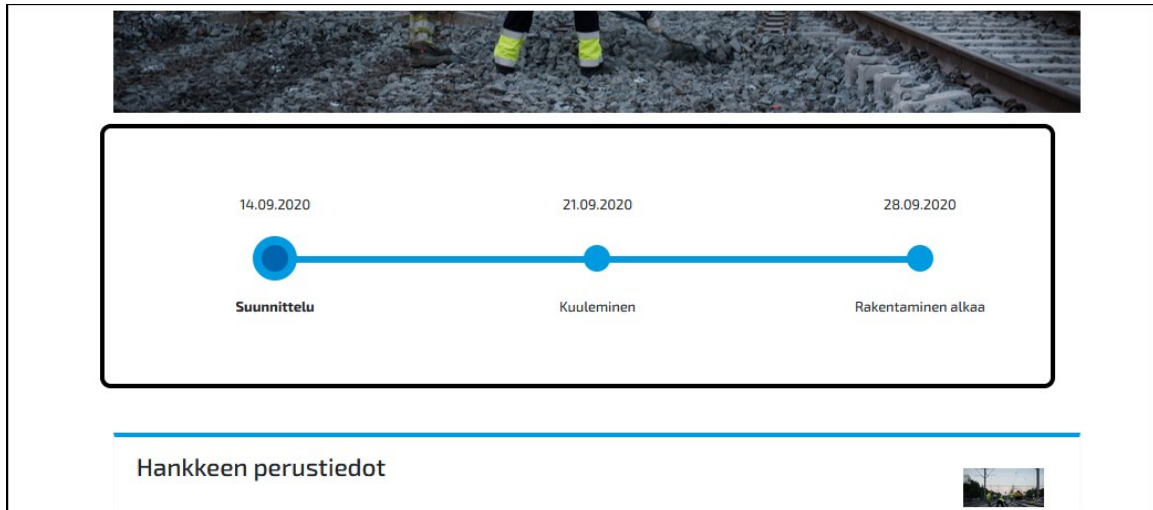 14.09.2020 21.09.2020 28.09.2020
Suunnittelu Kuuleminen Rakentaminen alkaa
Hankkeen perustiedot